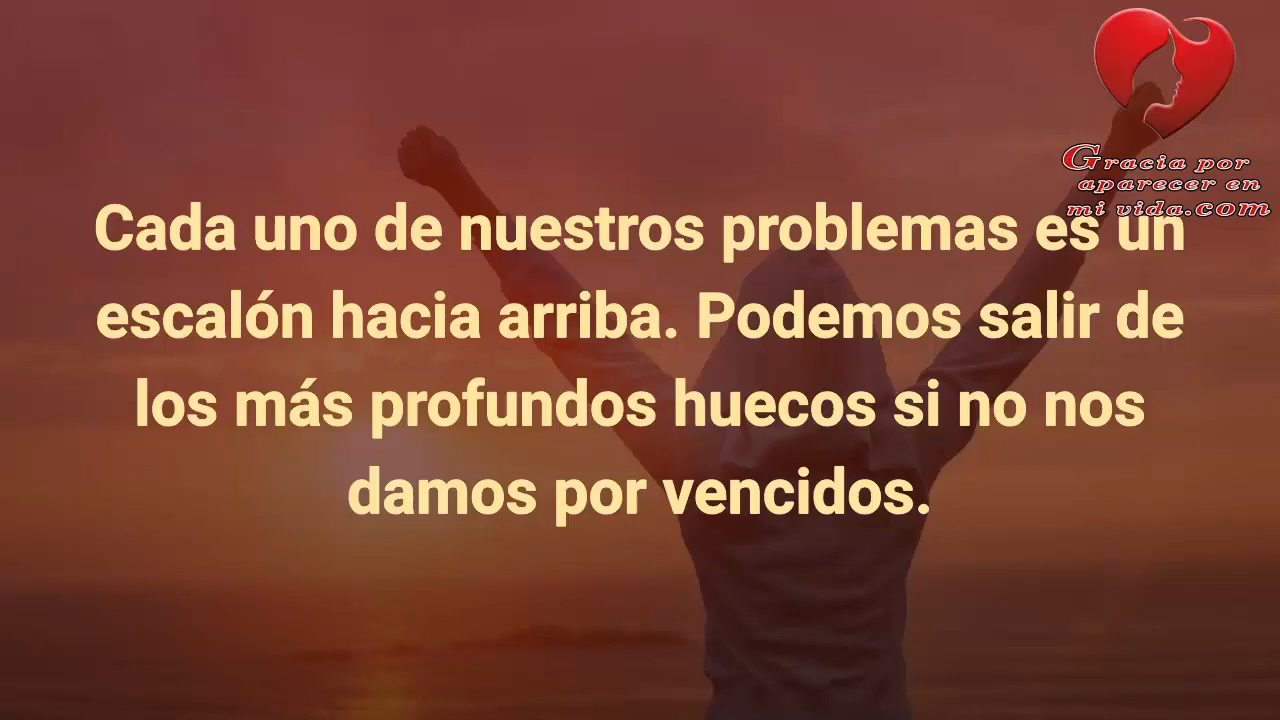 Gracia por
aparecer en
mi vida.com
Cada uno de nuestros problemas es un
escalón hacia arriba. Podemos salir de
los más profundos huecos si no nos
damos por vencidos.